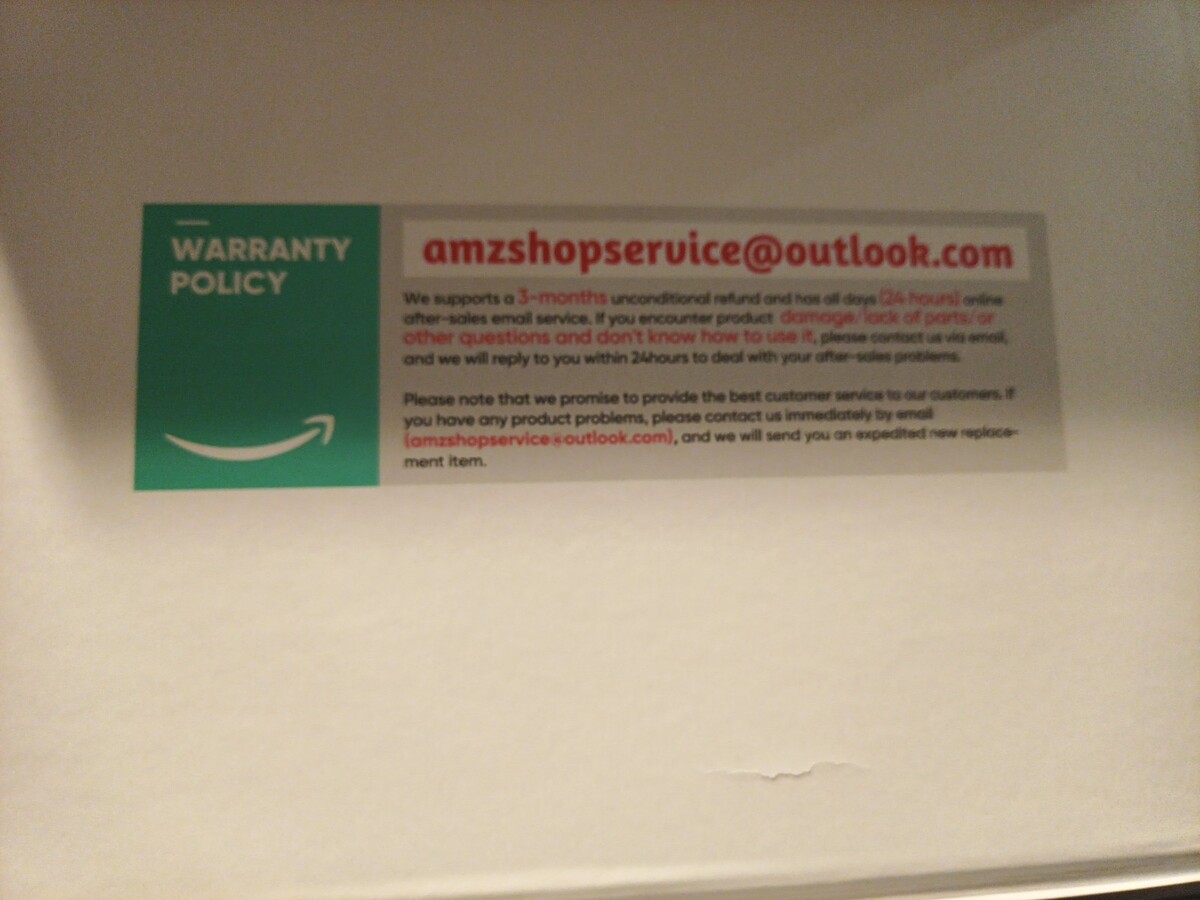 WARRANTY
POLICY
amzshopservice@outlook.com
We supports a 3-months unconditional refund and has all days (24 hours) online
after-sales email service. If you encounter product damage/lack of parts/or
other questions and don't know how to use it, please contact us via email,
and we will reply to you within 24hours to deal with your after-sales problems.
Please note that we promise to provide the best customer service to our customers. If
you have any product problems, please contact us immediately by email
(amzshopservice@outlook.com), and we will send you an expedited new replace-
ment item.